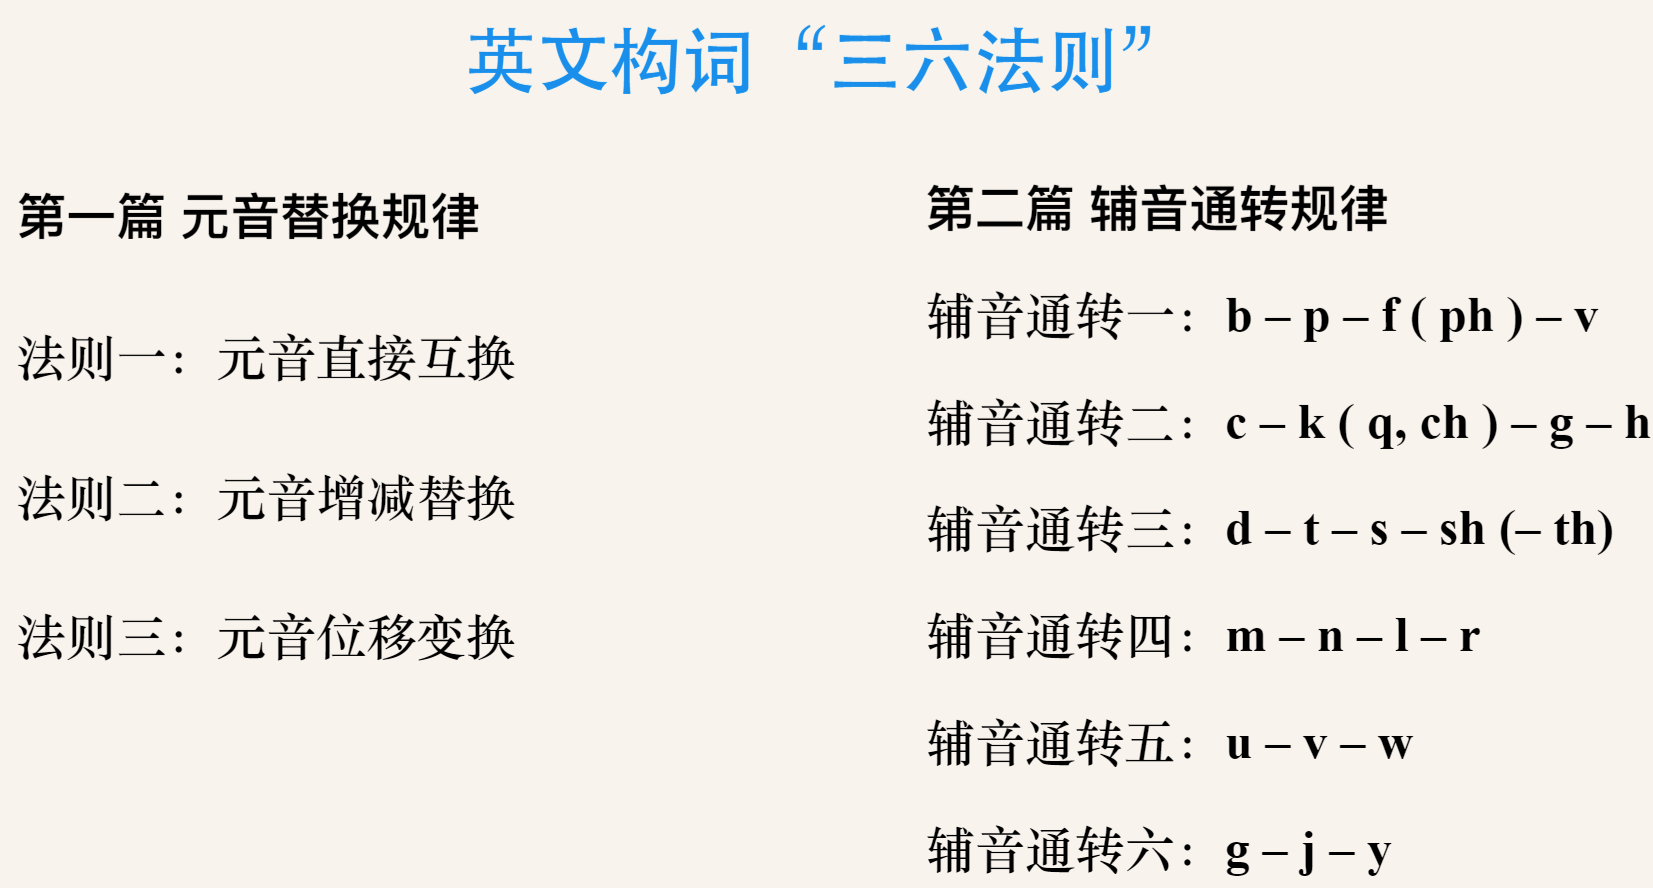 英文构词“三六法则”
第一篇 元音替换规律
法则一：元音直接互换
法则二：元音增减替换
法则三：元音位移变换
第二篇 辅音通转规律
辅音通转一：b – p – f ( ph ) – v
辅音通转二：c – k ( q, ch ) – g – h
辅音通转三：d – t – s – sh (– th)
辅音通转四：m – n – l – r
辅音通转五：u – v – w
辅音通转六：g – j – y